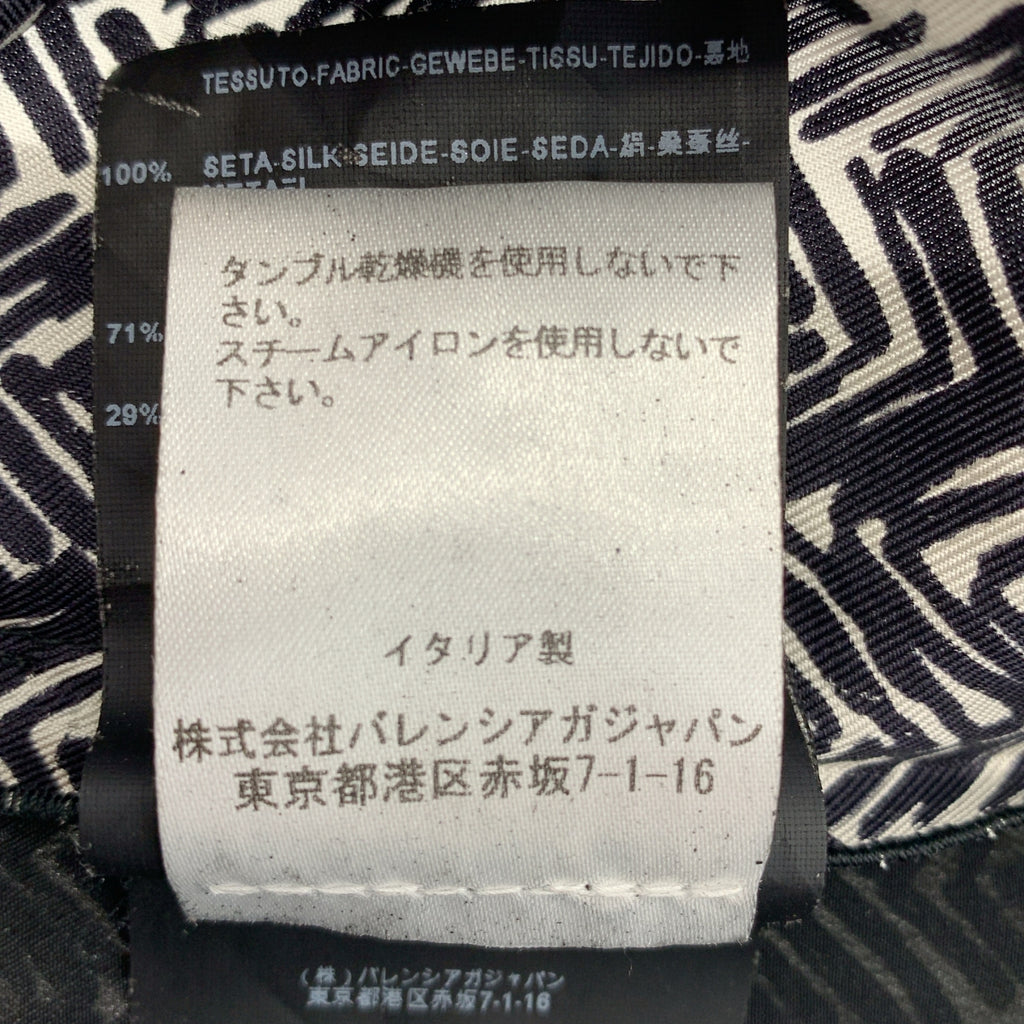 TESSUTO-FABRIC-GEWEBE-TISSU-TEJIDO-裏地
100% SETA-SILK-SEIDE-SOIE-SEDA-絹-桑蚕丝-
71%
29%
タンブル乾燥機を使用しないで下
さい。
スチームアイロンを使用しないで
下さい。
イタリア製
株式会社バレンシアガジャパン
東京都港区赤坂7-1-16
(株)バレンシアガジャパン
東京都港区赤坂7-1-16